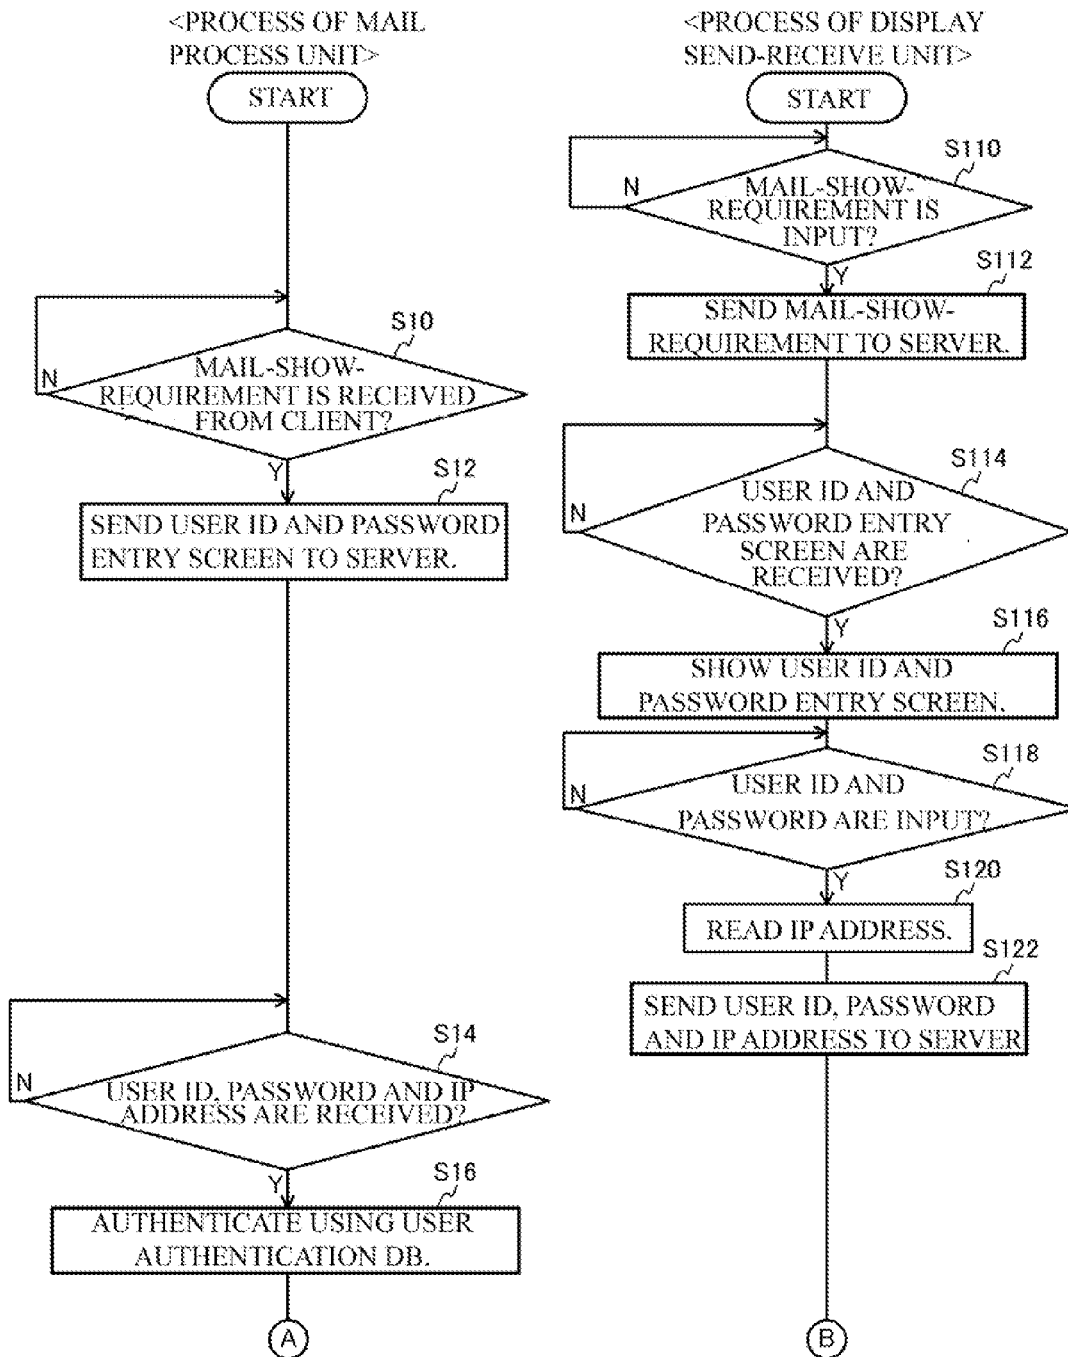 <PROCESS OF MAIL
PROCESS UNIT>
START
S10
MAIL-SHOW-
REQUIREMENT IS RECEIVED
FROM CLIENT?
N
Y
S12
SEND USER ID AND PASSWORD
ENTRY SCREEN TO SERVER.
S14
USER ID, PASSWORD AND IP
ADDRESS ARE RECEIVED?
N
Y
S16
AUTHENTICATE USING USER
AUTHENTICATION DB.
A
<PROCESS OF DISPLAY
SEND-RECEIVE UNIT>
START
S110
MAIL-SHOW-
REQUIREMENT IS
INPUT?
N
Y
S112
SEND MAIL-SHOW-
REQUIREMENT TO SERVER.
S114
USER ID AND
PASSWORD ENTRY
SCREEN ARE
RECEIVED?
N
Y
S116
SHOW USER ID AND
PASSWORD ENTRY SCREEN.
S118
USER ID AND
PASSWORD ARE INPUT?
N
Y
S120
READ IP ADDRESS.
S122
SEND USER ID, PASSWORD
AND IP ADDRESS TO SERVER
B